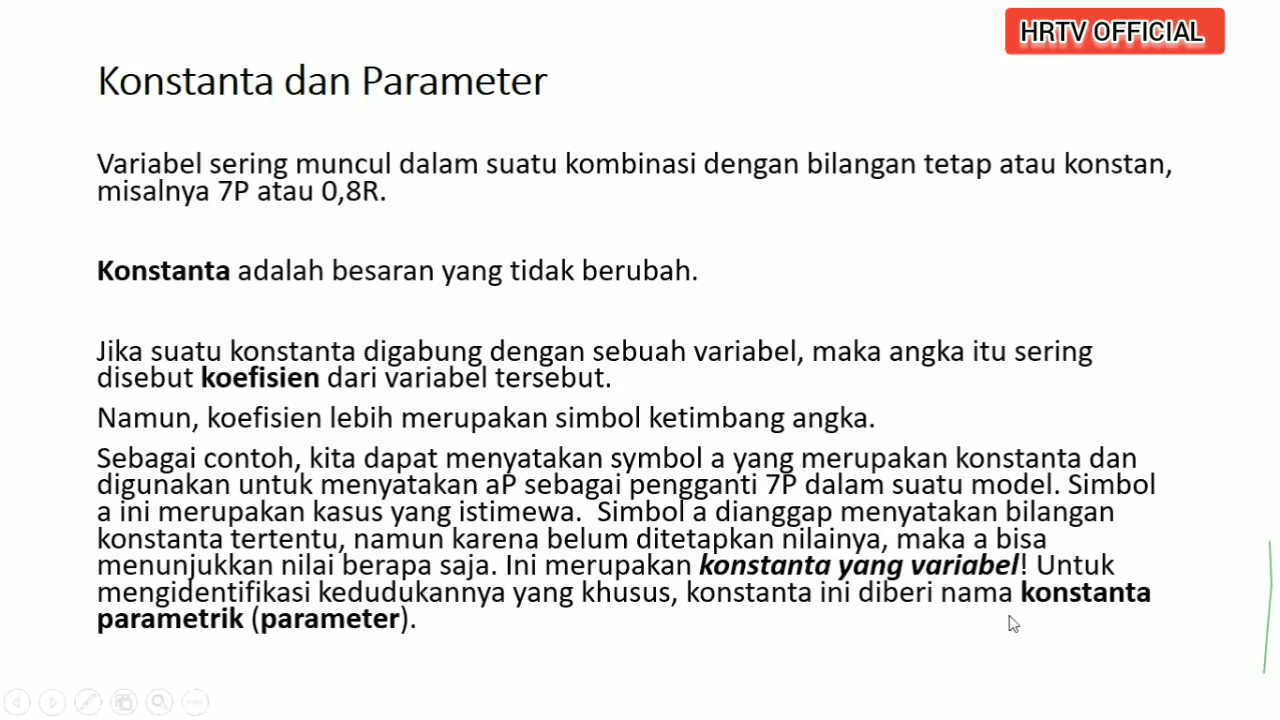 HRTV OFFICIAL
Konstanta dan Parameter
Variabel sering muncul dalam suatu kombinasi dengan bilangan tetap atau konstan,
misalnya 7P atau 0,8R.
Konstanta adalah besaran yang tidak berubah.
Jika suatu konstanta digabung dengan sebuah variabel, maka angka itu sering
disebut koefisien dari variabel tersebut.
Namun, koefisien lebih merupakan simbol ketimbang angka.
Sebagai contoh, kita dapat menyatakan symbol a yang merupakan konstanta dan
digunakan untuk menyatakan aP sebagai pengganti 7P dalam suatu model. Simbol
a ini merupakan kasus yang istimewa. Simbol a dianggap menyatakan bilangan
konstanta tertentu, namun karena belum ditetapkan nilainya, maka a bisa
menunjukkan nilai berapa saja. Ini merupakan konstanta yang variabel! Untuk
mengidentifikasi kedudukannya yang khusus, konstanta ini diberi nama konstanta
parametrik (parameter).